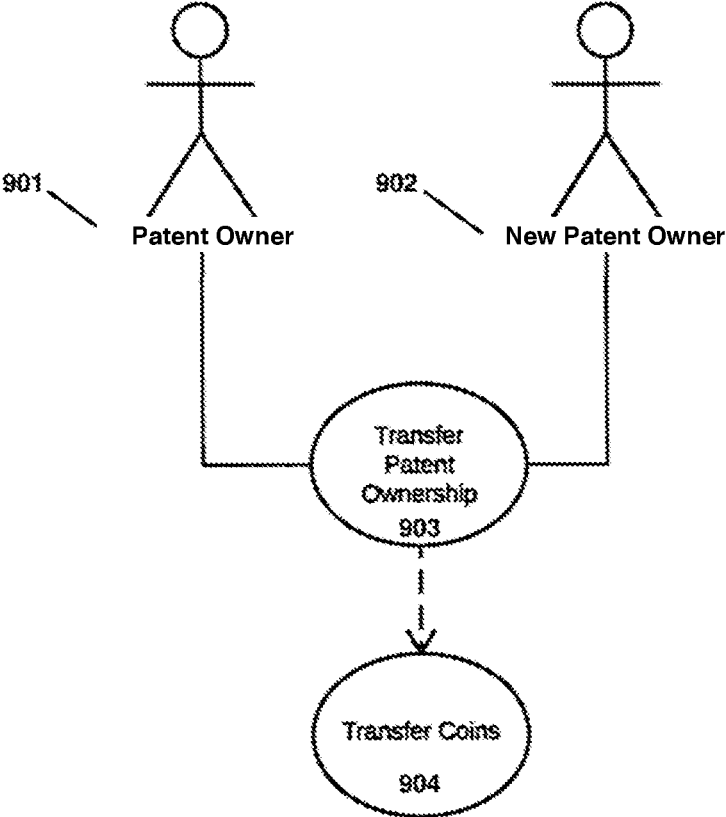 901
902
Patent Owner
New Patent Owner
Transfer
Patent
Ownership
903
Transfer Coins
904